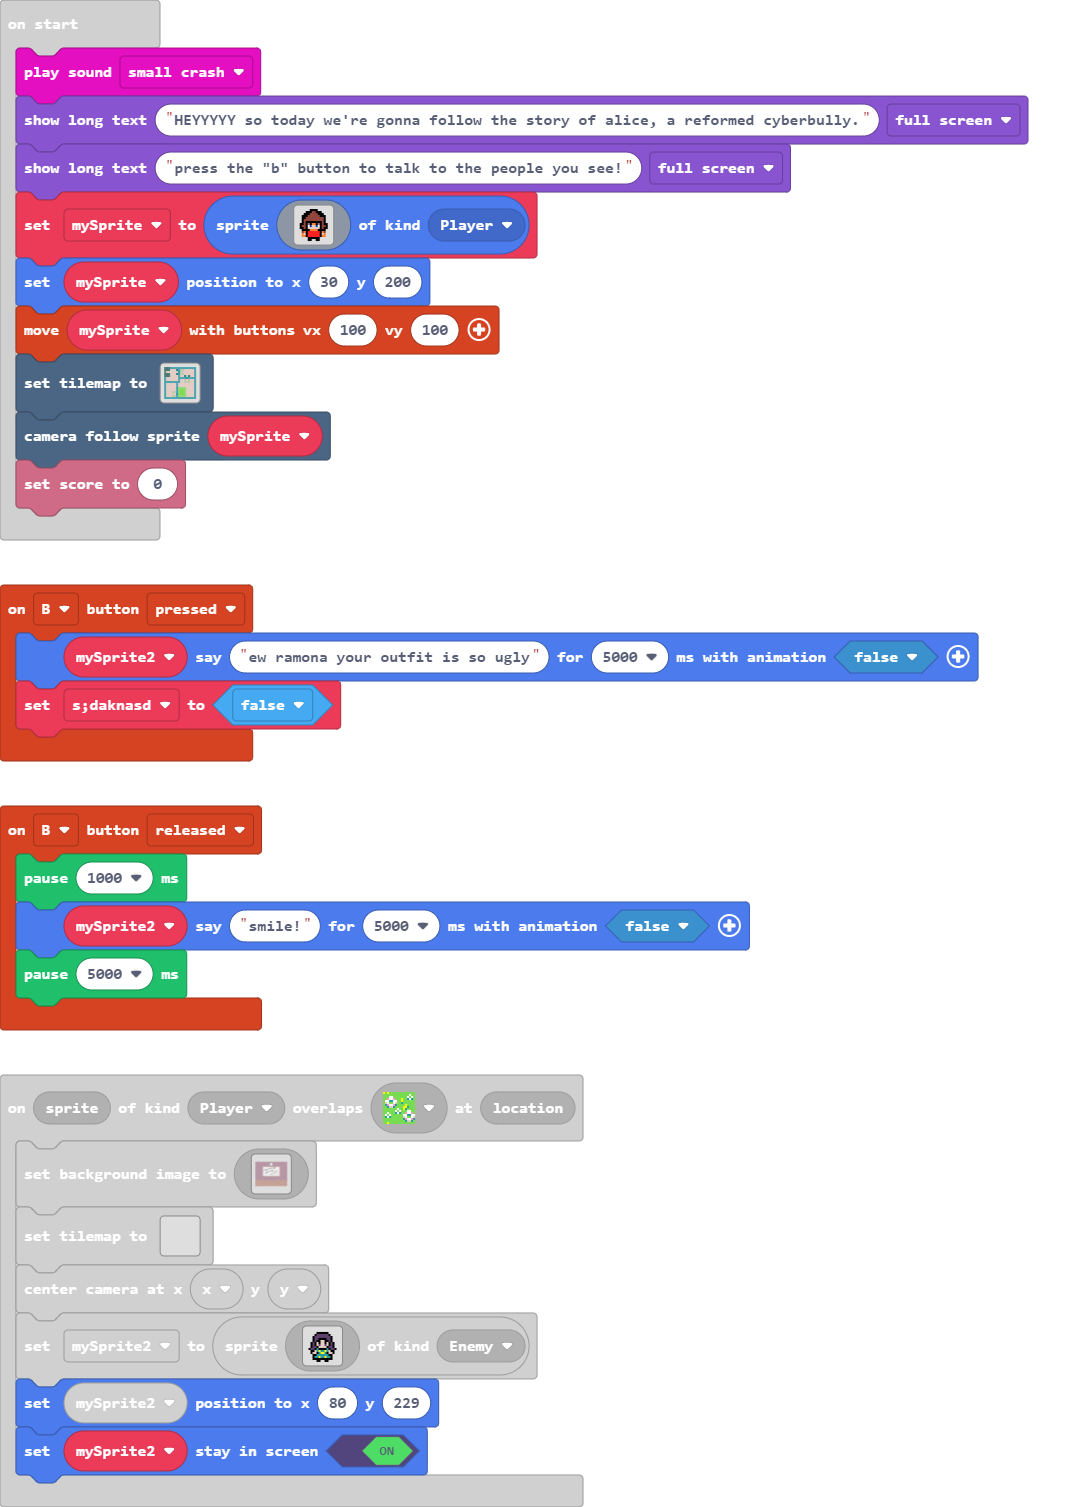 on start
play sound small crash
show long text "HEYYYYY so today we're gonna follow the story of alice, a reformed cyberbully." full screen
show long text "press the "b" button to talk to the people you see!" full screen
set mySprite to sprite of kind Player
set mySprite position to x 30 y 200
move mySprite with buttons vx 100 vy 100
set tilemap to
camera follow sprite mySprite
set score to 0
on B button pressed
mySprite2 say "ew ramona your outfit is so ugly" for 5000 ms with animation false
set s;daknasd to false
on B button released
pause 1000 ms
mySprite2 say "smile!" for 5000 ms with animation false
pause 5000 ms
on sprite of kind Player overlaps at location
set background image to
set tilemap to
center camera at x x y y
set mySprite2 to sprite of kind Enemy
set mySprite2 position to x 80 y 229
set mySprite2 stay in screen ON